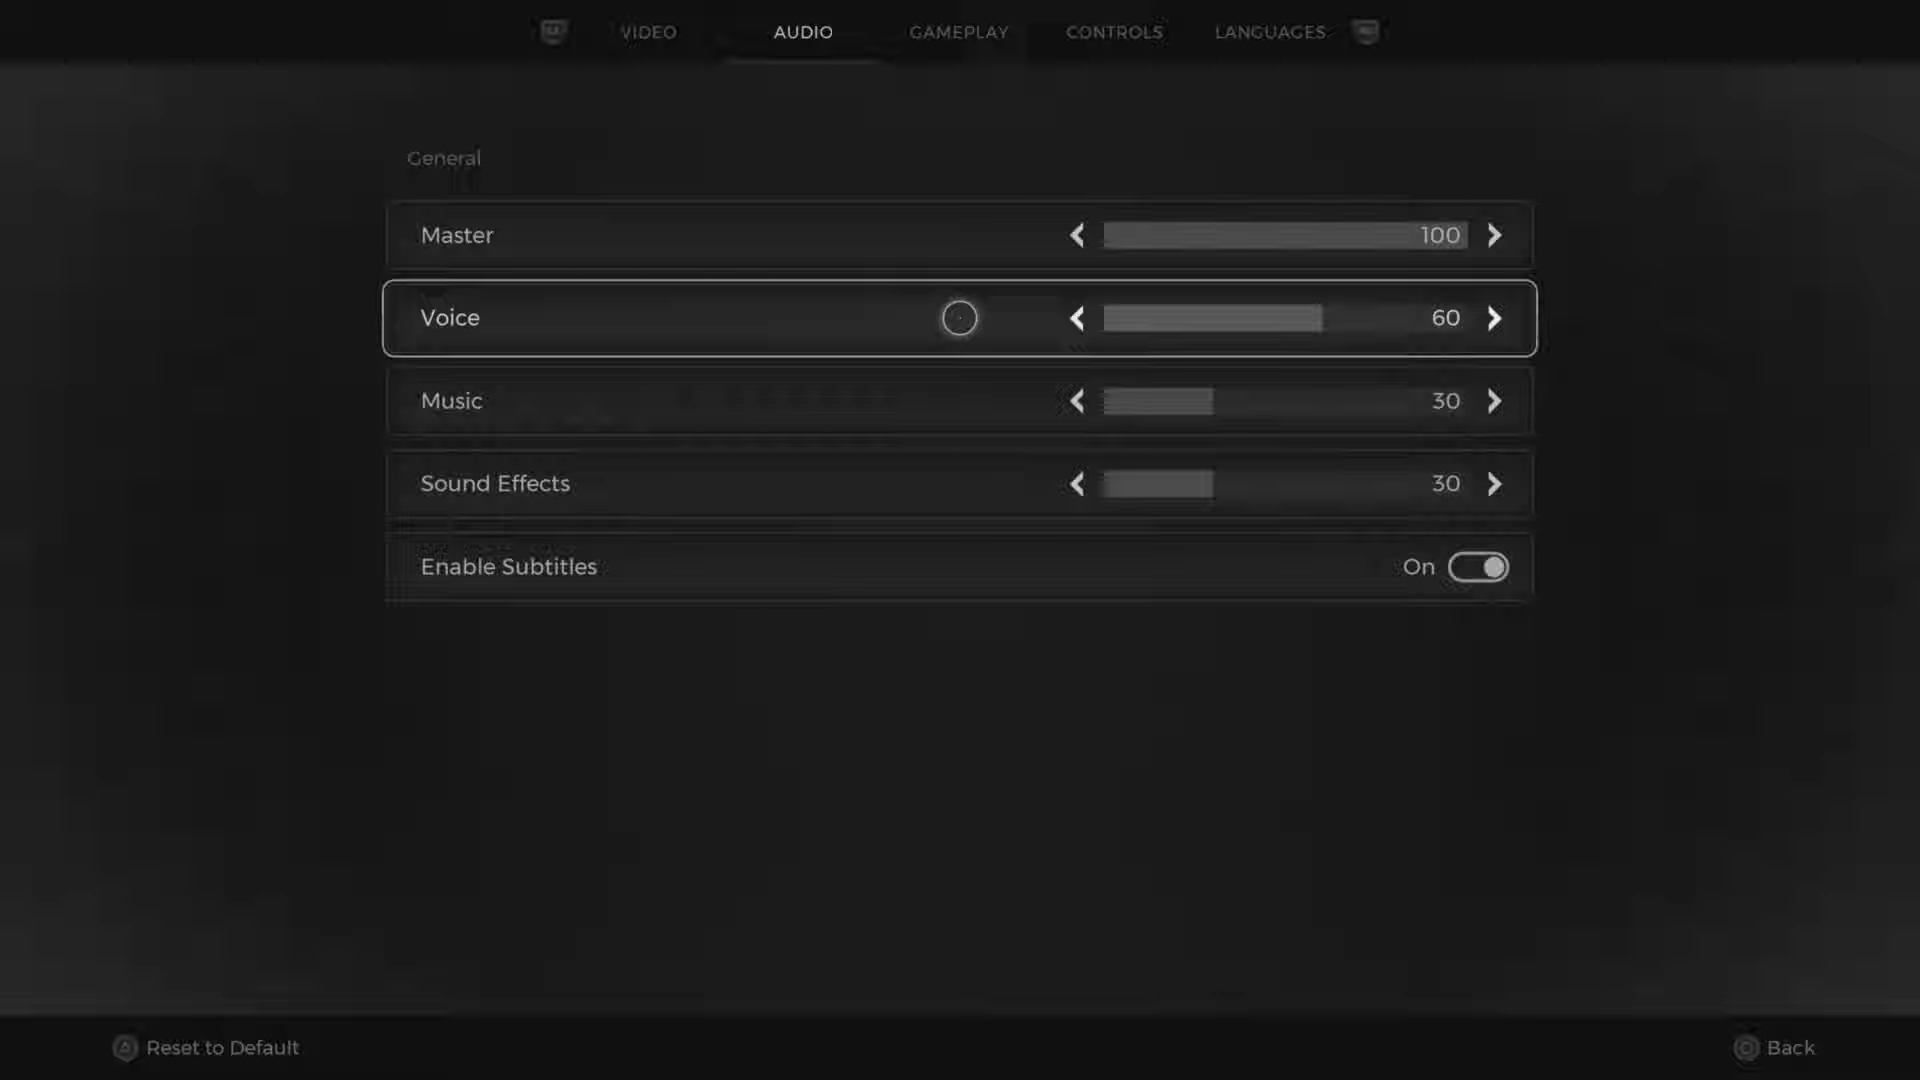 VIDEO AUDIO GAMEPLAY CONTROLS LANGUAGES
General
Master 100
Voice 60
Music 30
Sound Effects 30
Enable Subtitles On
Reset to Default Back